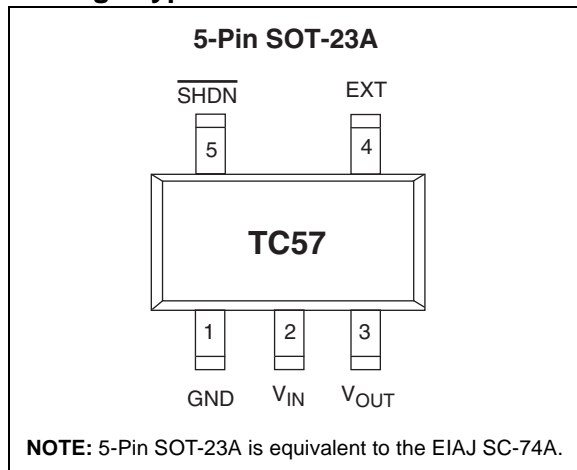 5-Pin SOT-23A
SHDN EXT
5 4
TC57
1 2 3
GND VIN VOUT
NOTE: 5-Pin SOT-23A is equivalent to the EIAJ SC-74A.